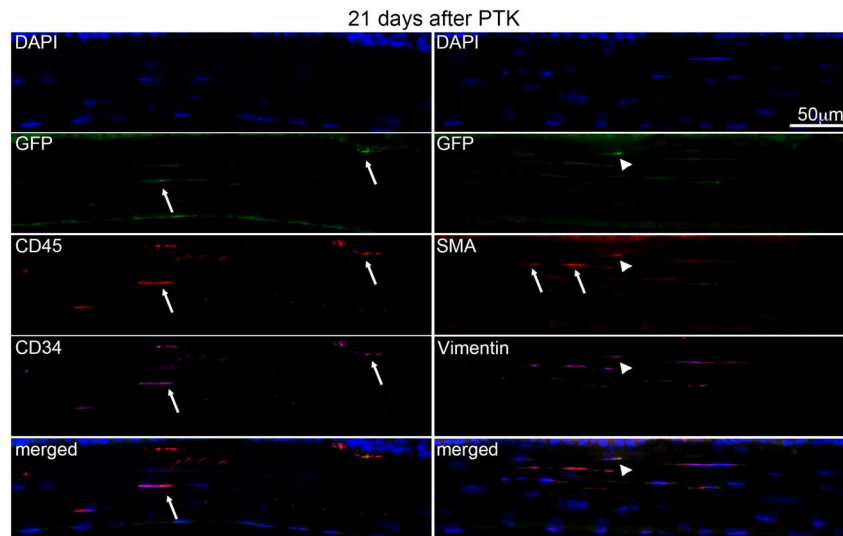 21 days after PTK
DAPI
DAPI
50μm
GFP
GFP
CD45
SMA
CD34
Vimentin
merged
merged